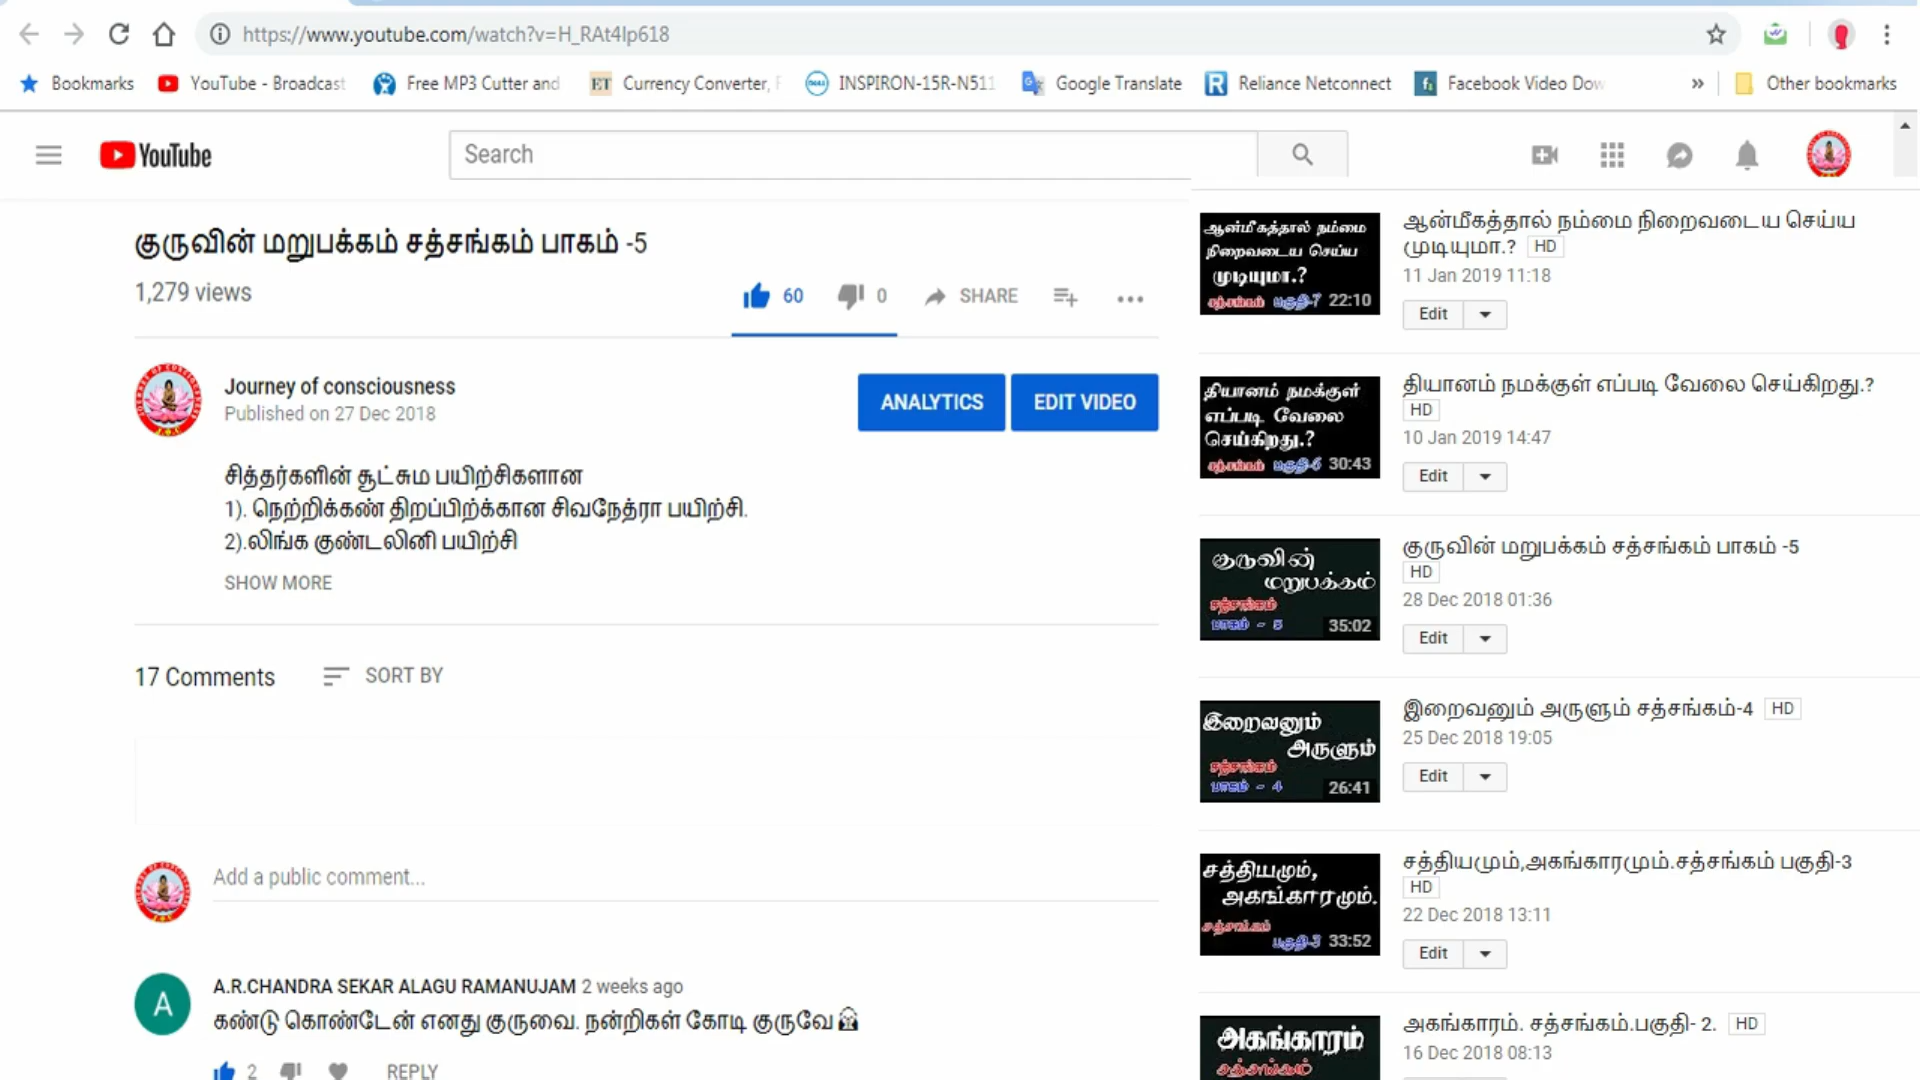 https://www.youtube.com/watch?v=H_RAt4lp618
Bookmarks
YouTube - Broadcast
Free MP3 Cutter and
Currency Converter,
INSPIRON-15R-N511
Google Translate
Reliance Netconnect
Facebook Video Dow
Other bookmarks
YouTube
Search
குருவின் மறுபக்கம் சத்சங்கம் பாகம் -5
1,279 views
60
0
SHARE
Journey of consciousness
Published on 27 Dec 2018
ANALYTICS
EDIT VIDEO
சித்தர்களின் சூட்சும பயிற்சிகளான
1). நெற்றிக்கண் திறப்பிற்க்கான சிவநேத்ரா பயிற்சி.
2).லிங்க குண்டலினி பயிற்சி
SHOW MORE
17 Comments
SORT BY
Add a public comment...
A
A.R.CHANDRA SEKAR ALAGU RAMANUJAM 2 weeks ago
கண்டு கொண்டேன் எனது குருவை. நன்றிகள் கோடி குருவே
2
REPLY
ஆன்மீகத்தால் நம்மை
நிறைவடைய செய்ய
முடியுமா.?
சத்சங்கம் பகுதி-7 22:10
ஆன்மீகத்தால் நம்மை நிறைவடைய செய்ய
முடியுமா.? HD
11 Jan 2019 11:18
Edit
தியானம் நமக்குள்
எப்படி வேலை
செய்கிறது.?
சத்சங்கம் பகுதி-6 30:43
தியானம் நமக்குள் எப்படி வேலை செய்கிறது.?
HD
10 Jan 2019 14:47
Edit
குருவின்
மறுபக்கம்
சத்சங்கம்
பாகம் - 5 35:02
குருவின் மறுபக்கம் சத்சங்கம் பாகம் -5
HD
28 Dec 2018 01:36
Edit
இறைவனும்
அருளும்
சத்சங்கம்
பாகம் - 4 26:41
இறைவனும் அருளும் சத்சங்கம்-4 HD
25 Dec 2018 19:05
Edit
சத்தியமும்,
அகங்காரமும்.
சத்சங்கம்
பகுதி-3 33:52
சத்தியமும்,அகங்காரமும்.சத்சங்கம் பகுதி-3
HD
22 Dec 2018 13:11
Edit
அகங்காரம்
சத்சங்கம்
அகங்காரம். சத்சங்கம்.பகுதி- 2. HD
16 Dec 2018 08:13